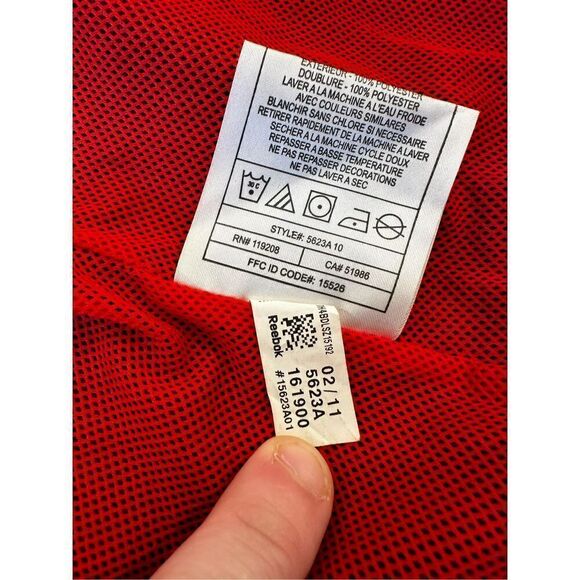 EXTERIEUR - 100% POLYESTER
DOUBLURE - 100% POLYESTER
LAVER A LA MACHINE A L'EAU FROIDE
AVEC COULEURS SIMILAIRES
BLANCHIR SANS CHLORE SI NECESSAIRE
RETIRER RAPIDEMENT DE LA MACHINE A LAVER
SECHER A LA MACHINE CYCLE DOUX
REPASSER A BASSE TEMPERATURE
NE PAS REPASSER DECORATIONS
NE PAS LAVER A SEC
30 C
STYLE#: 5623A 10
RN# 119208 CA# 51986
FFC ID CODE#: 15526
4BDLSZ15192
Reebok
02/11
5623A
161900
#15623A01